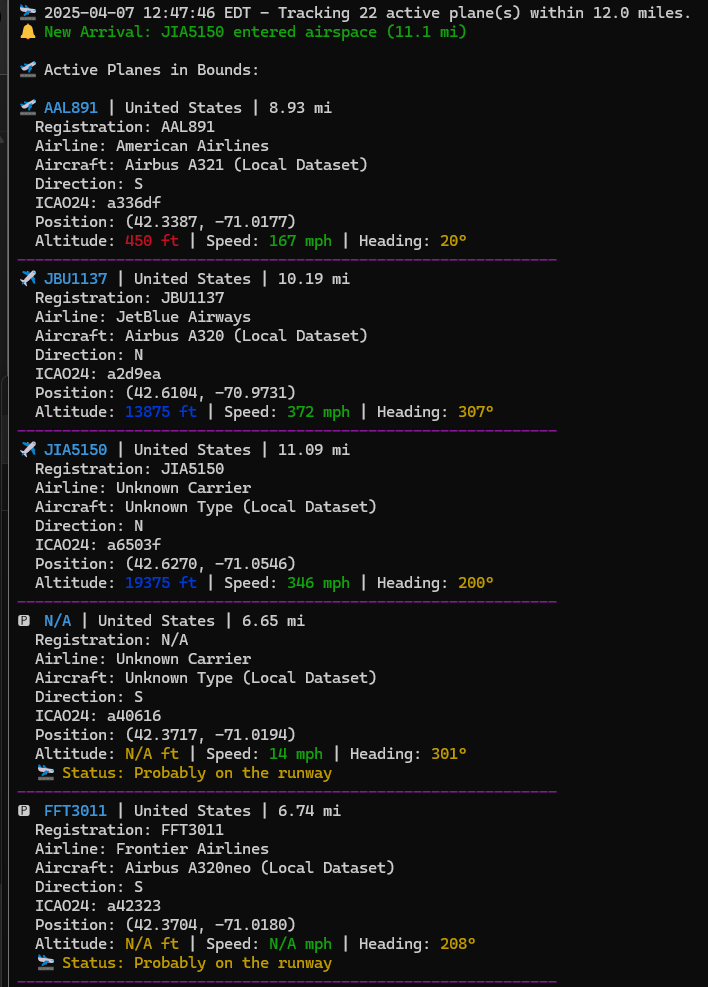 🛬 2025-04-07 12:47:46 EDT - Tracking 22 active plane(s) within 12.0 miles.
🔔 New Arrival: JIA5150 entered airspace (11.1 mi)
🛫 Active Planes in Bounds:
🛫 AAL891 | United States | 8.93 mi
Registration: AAL891
Airline: American Airlines
Aircraft: Airbus A321 (Local Dataset)
Direction: S
ICAO24: a336df
Position: (42.3387, -71.0177)
Altitude: 450 ft | Speed: 167 mph | Heading: 20°
------------------------------------------------------------
✈️ JBU1137 | United States | 10.19 mi
Registration: JBU1137
Airline: JetBlue Airways
Aircraft: Airbus A320 (Local Dataset)
Direction: N
ICAO24: a2d9ea
Position: (42.6104, -70.9731)
Altitude: 13875 ft | Speed: 372 mph | Heading: 307°
------------------------------------------------------------
✈️ JIA5150 | United States | 11.09 mi
Registration: JIA5150
Airline: Unknown Carrier
Aircraft: Unknown Type (Local Dataset)
Direction: N
ICAO24: a6503f
Position: (42.6270, -71.0546)
Altitude: 19375 ft | Speed: 346 mph | Heading: 200°
------------------------------------------------------------
🅿 N/A | United States | 6.65 mi
Registration: N/A
Airline: Unknown Carrier
Aircraft: Unknown Type (Local Dataset)
Direction: S
ICAO24: a40616
Position: (42.3717, -71.0194)
Altitude: N/A ft | Speed: 14 mph | Heading: 301°
🛬 Status: Probably on the runway
------------------------------------------------------------
🅿 FFT3011 | United States | 6.74 mi
Registration: FFT3011
Airline: Frontier Airlines
Aircraft: Airbus A320neo (Local Dataset)
Direction: S
ICAO24: a42323
Position: (42.3704, -71.0180)
Altitude: N/A ft | Speed: N/A mph | Heading: 208°
🛬 Status: Probably on the runway
------------------------------------------------------------